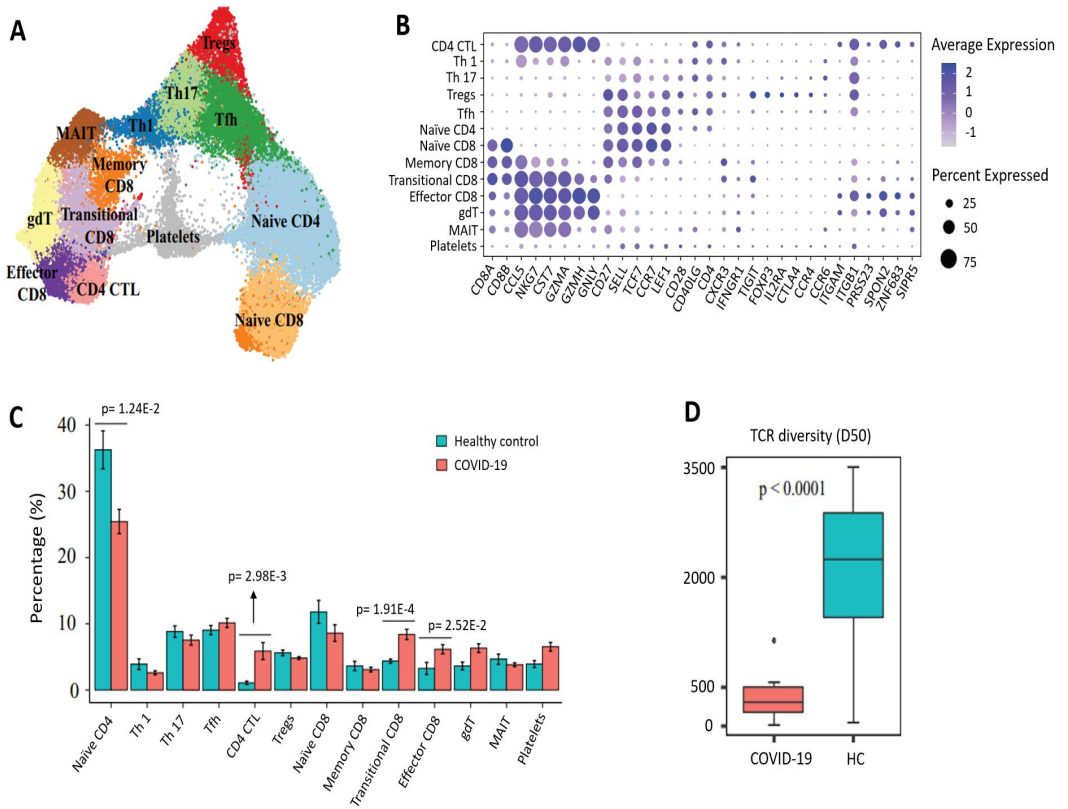 A
Tregs
Th17
Th1
Tfh
MAIT
Memory
CD8
gdT
Transitional
CD8
Platelets
Naive CD4
Effector
CD8
CD4 CTL
Naive CD8
B
CD4 CTL
Th 1
Th 17
Tregs
Tfh
Naïve CD4
Naïve CD8
Memory CD8
Transitional CD8
Effector CD8
gdT
MAIT
Platelets
CD8A
CD8B
CCL5
NKG7
CST7
GZMA
GZMH
GNLY
CD27
SELL
TCF7
CCR7
LEF1
CD28
CD40LG
CD4
CXCR3
IFNGR1
TIGIT
FOXP3
IL2RA
CTLA4
CCR4
CCR6
ITGAM
ITGB1
PRSS23
SPON2
ZNF683
SIPR5
Average Expression
2
1
0
-1
Percent Expressed
25
50
75
C
Percentage (%)
40
30
20
10
0
p= 1.24E-2
p= 2.98E-3
p= 1.91E-4
p= 2.52E-2
Healthy control
COVID-19
Naïve CD4
Th 1
Th 17
Tfh
CD4 CTL
Tregs
Naïve CD8
Memory CD8
Transitional CD8
Effector CD8
gdT
MAIT
Platelets
D
TCR diversity (D50)
3500
2000
500
0
p < 0.0001
COVID-19
HC